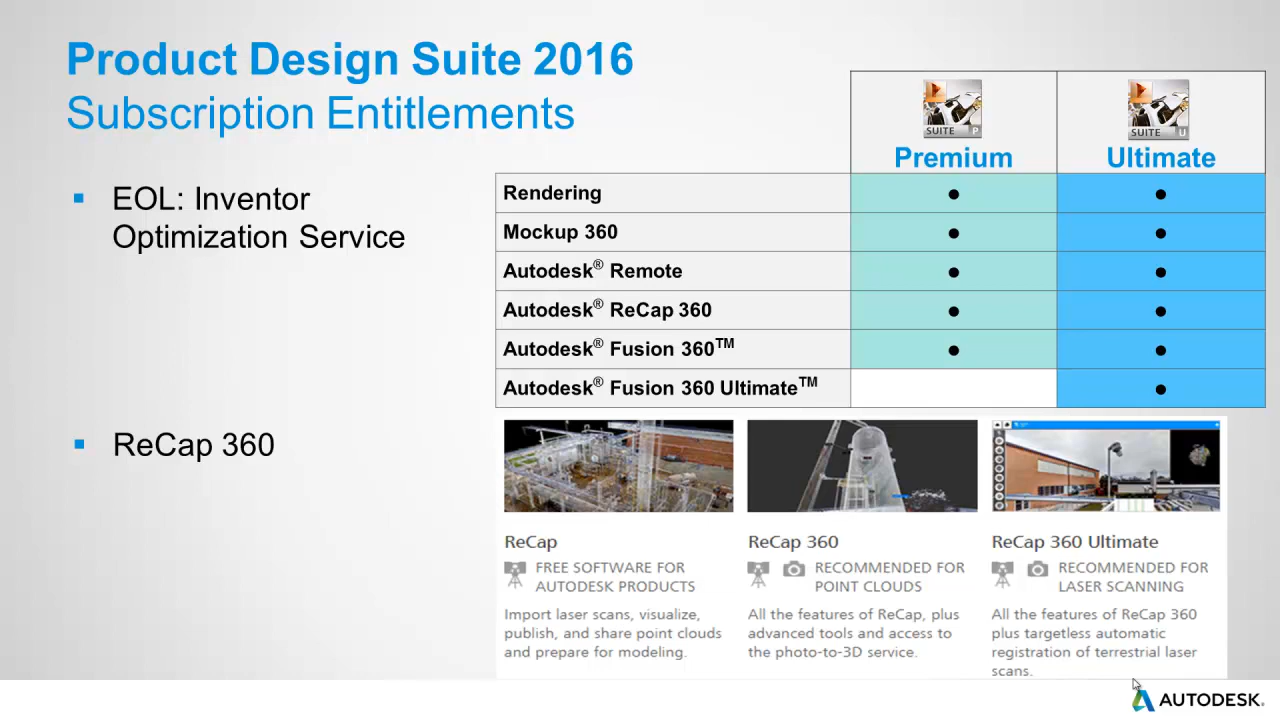 Product Design Suite 2016
Subscription Entitlements
▪ EOL: Inventor
Optimization Service
▪ ReCap 360
SUITE P
SUITE U
Premium Ultimate
Rendering ● ●
Mockup 360 ● ●
Autodesk® Remote ● ●
Autodesk® ReCap 360 ● ●
Autodesk® Fusion 360™ ● ●
Autodesk® Fusion 360 Ultimate™ ●
ReCap
FREE SOFTWARE FOR
AUTODESK PRODUCTS
Import laser scans, visualize,
publish, and share point clouds
and prepare for modeling.
ReCap 360
RECOMMENDED FOR
POINT CLOUDS
All the features of ReCap, plus
advanced tools and access to
the photo-to-3D service.
ReCap 360 Ultimate
RECOMMENDED FOR
LASER SCANNING
All the features of ReCap 360
plus targetless automatic
registration of terrestrial laser
scans.
AUTODESK®